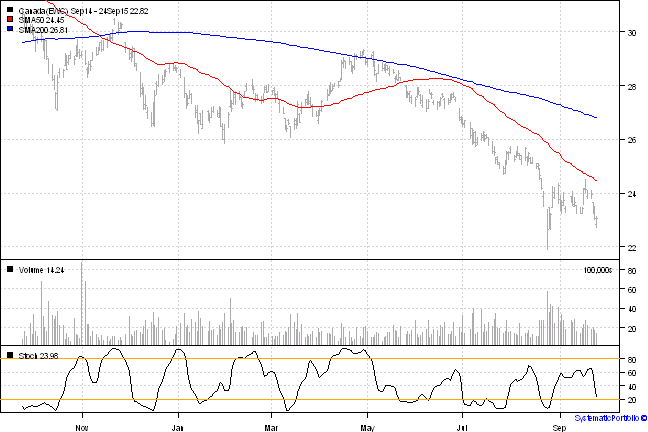 Canada(EWC) Sep14 - 24Sep15 22.82
SMA50 24.45
SMA200 26.81
30
28
26
24
22
Volume 14.24
100,000s
80
60
40
20
Stoch 23.98
80
60
40
20
Nov Jan Mar May Jul Sep
SystematicPortfolio ©